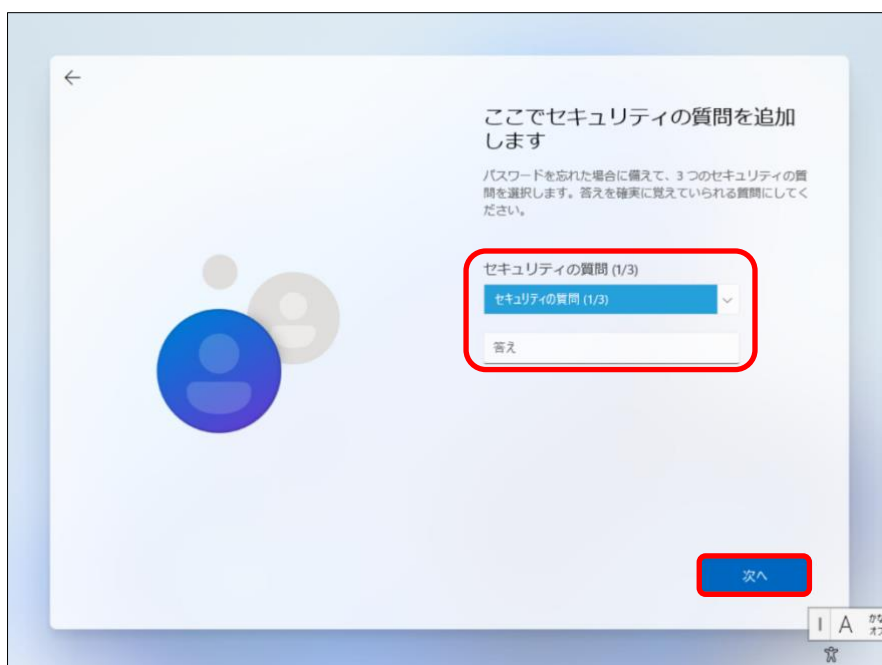 ここでセキュリティの質問を追加
します
パスワードを忘れた場合に備えて、3 つのセキュリティの質
問を選択します。答えを確実に覚えていられる質問にしてく
ださい。
セキュリティの質問 (1/3)
セキュリティの質問 (1/3)
答え
次へ
A
かな
オフ